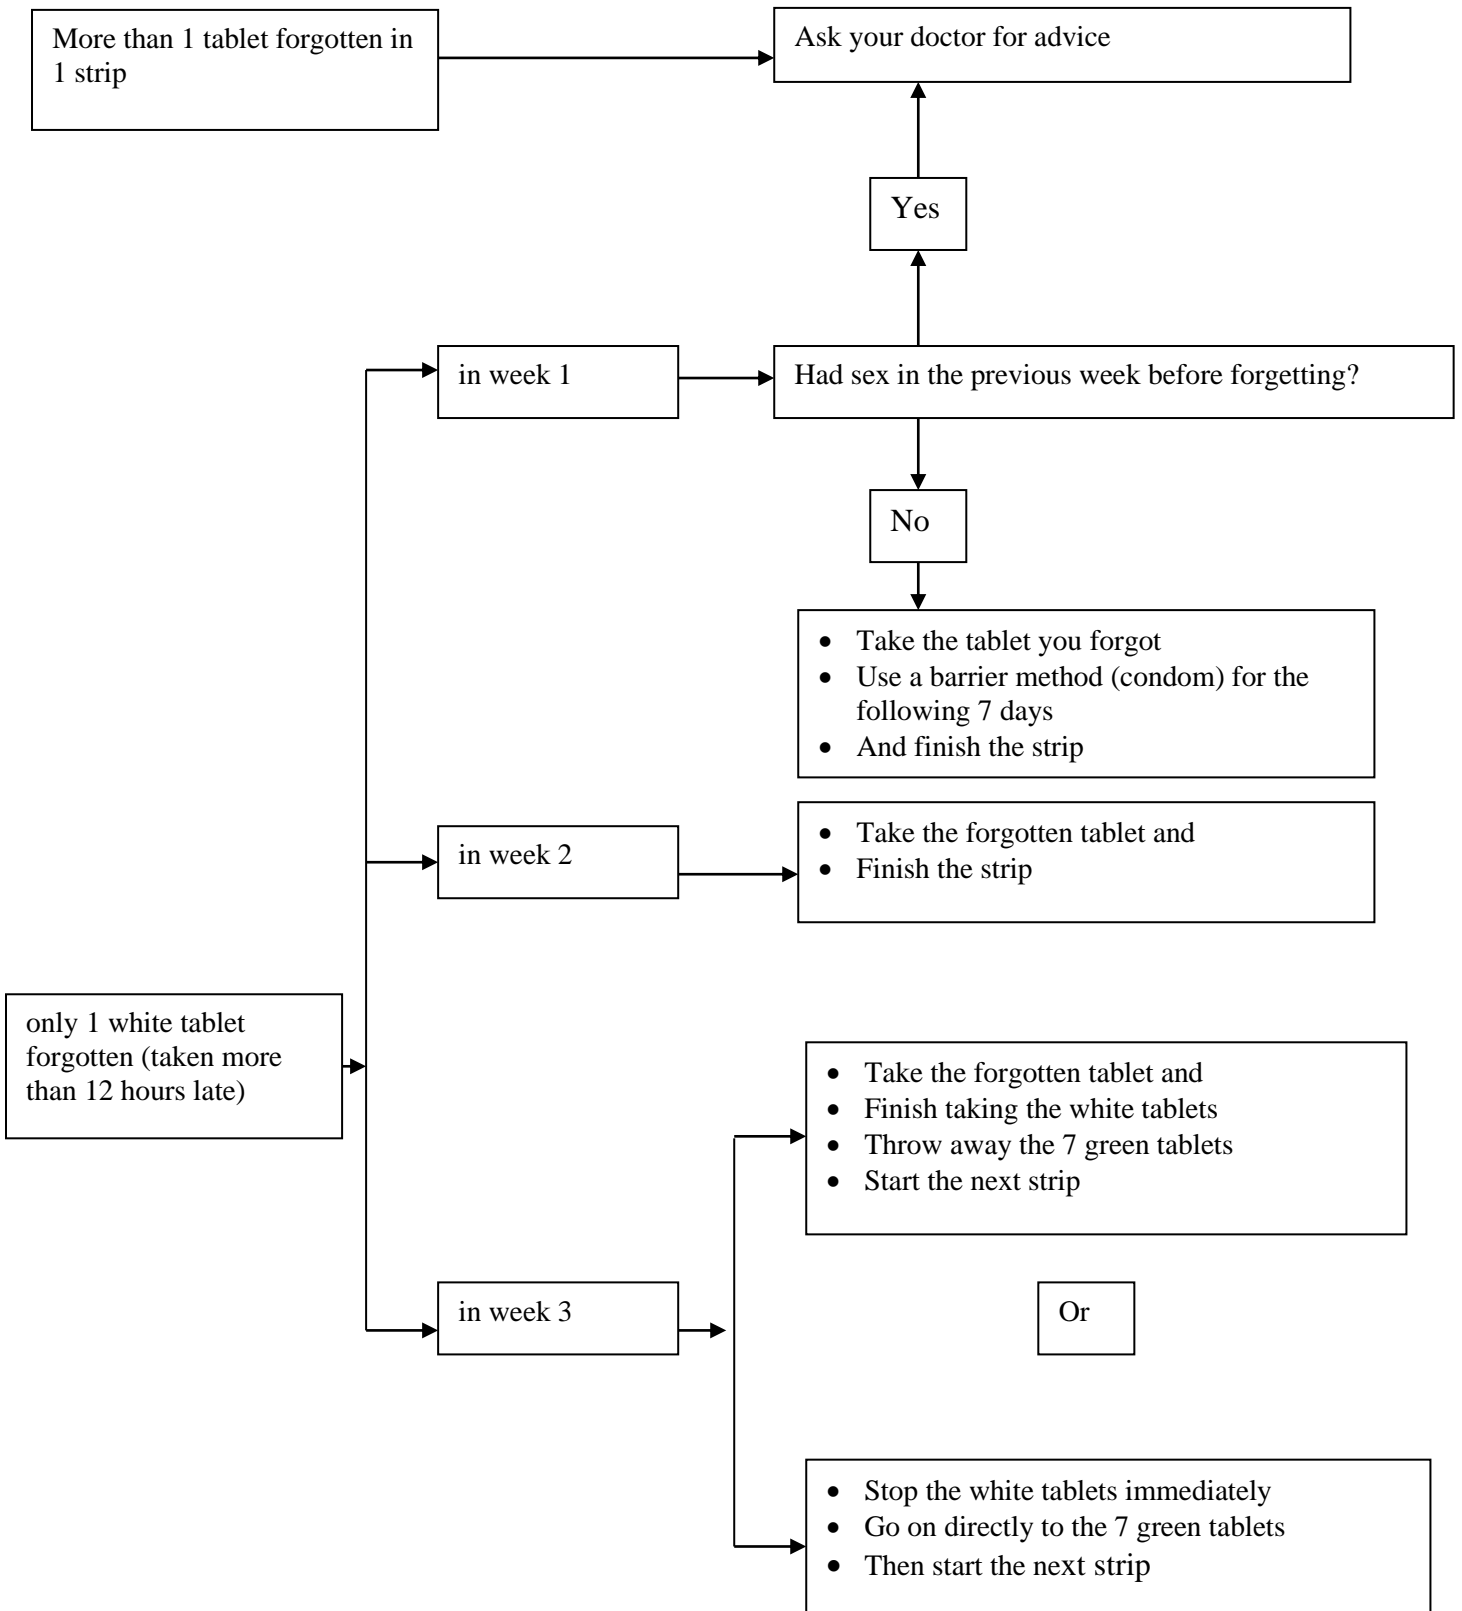 More than 1 tablet forgotten in
1 strip
Ask your doctor for advice
Yes
in week 1
Had sex in the previous week before forgetting?
No
• Take the tablet you forgot
• Use a barrier method (condom) for the
following 7 days
• And finish the strip
in week 2
• Take the forgotten tablet and
• Finish the strip
only 1 white tablet
forgotten (taken more
than 12 hours late)
• Take the forgotten tablet and
• Finish taking the white tablets
• Throw away the 7 green tablets
• Start the next strip
in week 3
Or
• Stop the white tablets immediately
• Go on directly to the 7 green tablets
• Then start the next strip